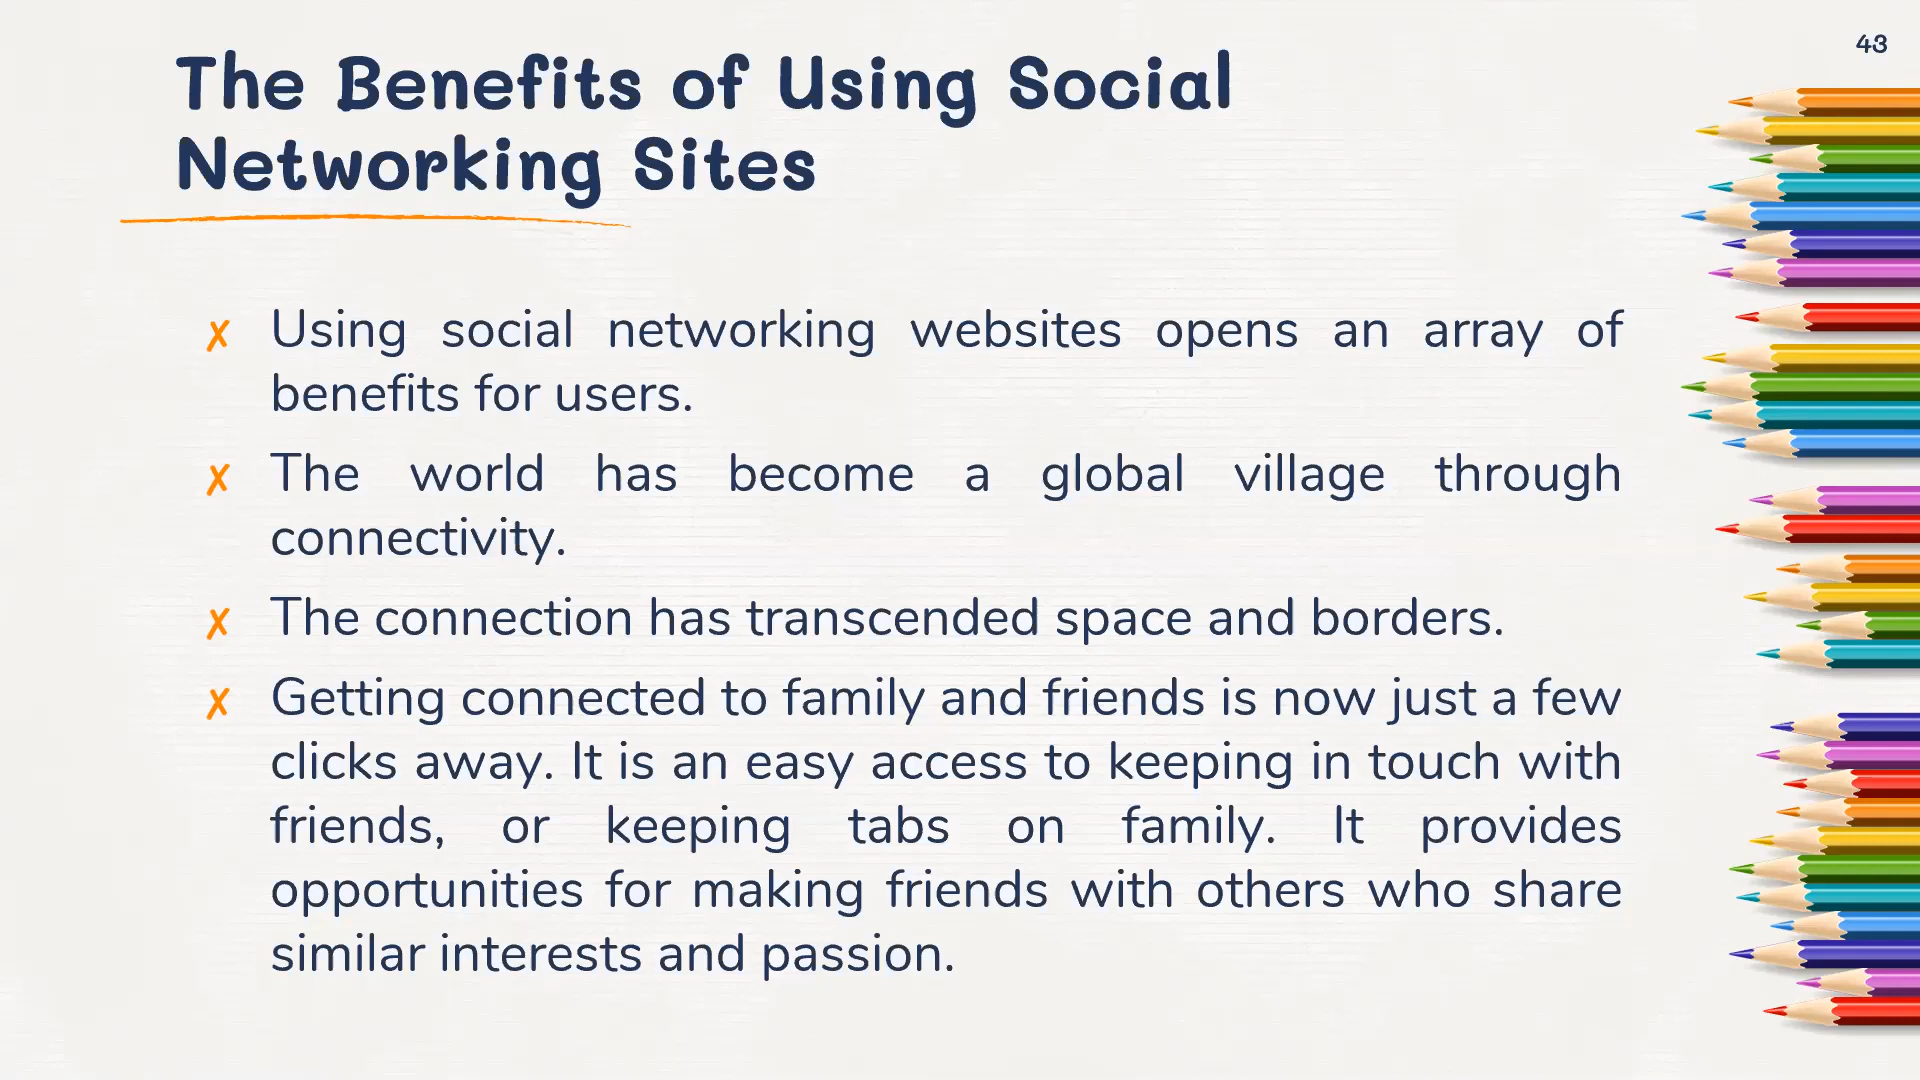 43
The Benefits of Using Social
Networking Sites
✗ Using social networking websites opens an array of
benefits for users.
✗ The world has become a global village through
connectivity.
✗ The connection has transcended space and borders.
✗ Getting connected to family and friends is now just a few
clicks away. It is an easy access to keeping in touch with
friends, or keeping tabs on family. It provides
opportunities for making friends with others who share
similar interests and passion.